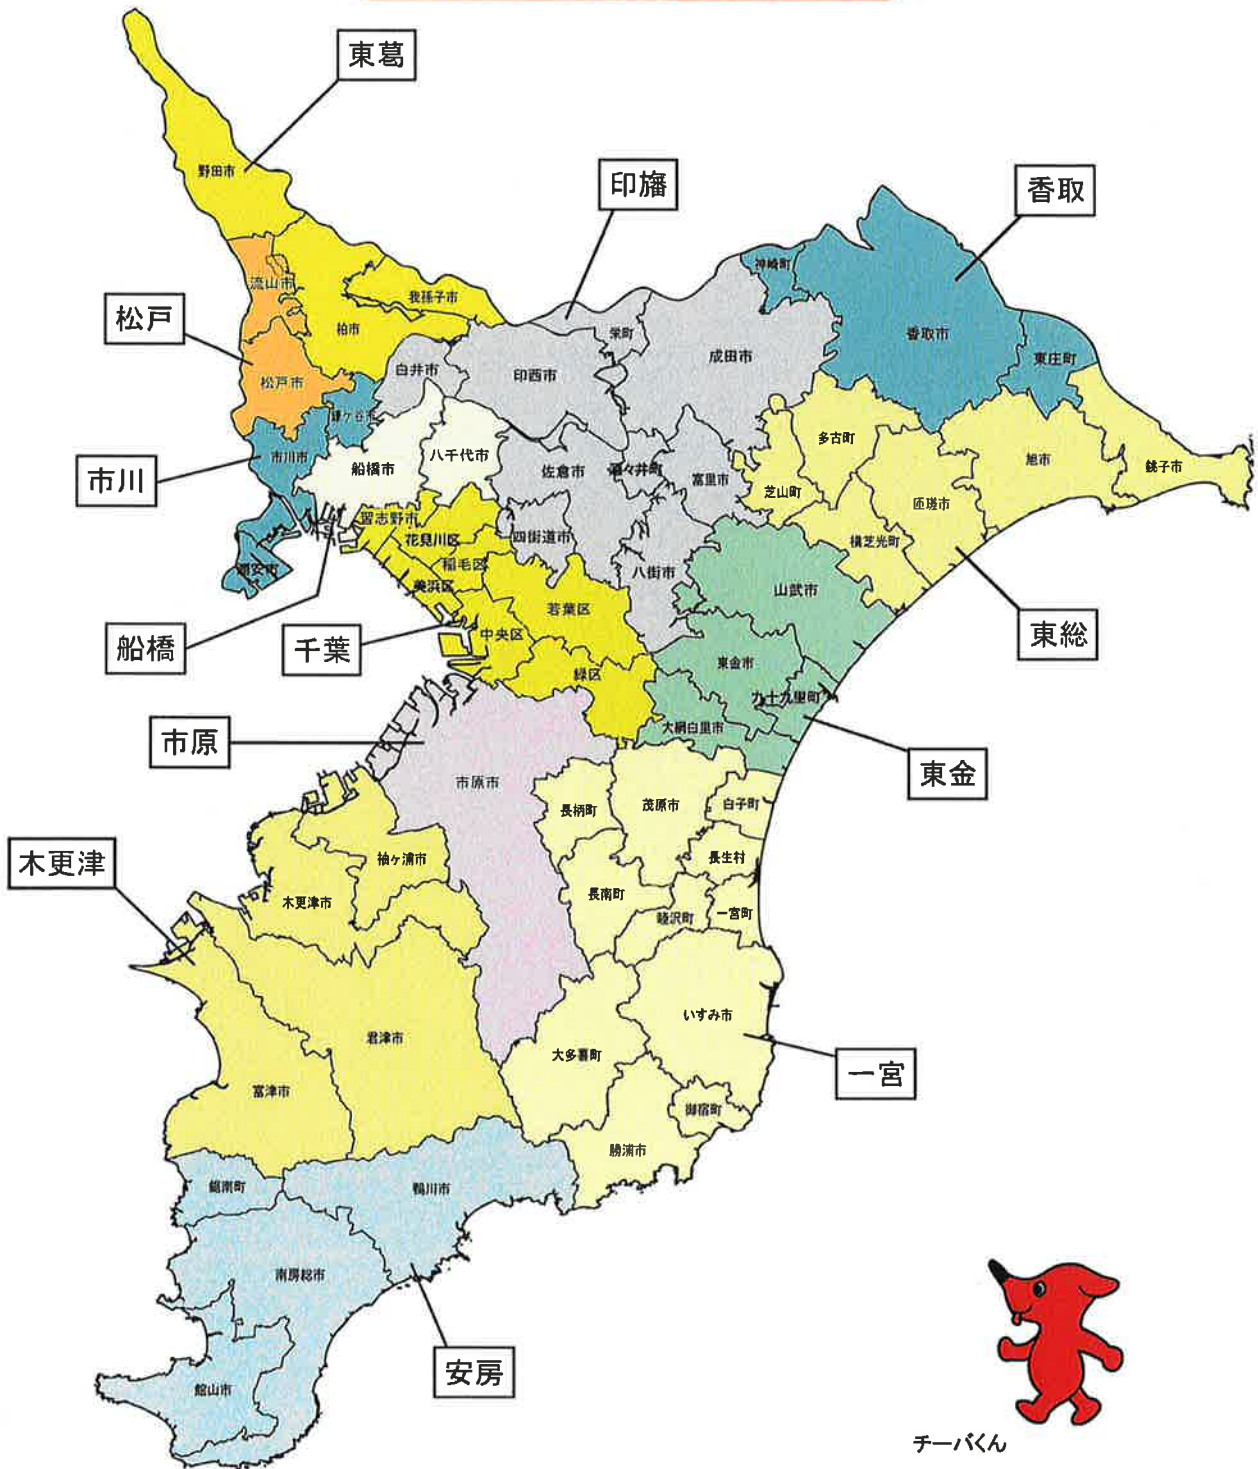 東葛
野田市
印旛
香取
神崎町
流山市
我孫子市
松戸
柏市
栄町
香取市
成田市
東庄町
白井市
印西市
松戸市
鎌ケ谷市
多古町
市川市
船橋市
八千代市
佐倉市
酒々井町
富里市
旭市
銚子市
市川
芝山町
匝瑳市
習志野市
花見川区
四街道市
横芝光町
浦安市
稲毛区
八街市
美浜区
山武市
若葉区
船橋
千葉
中央区
東総
緑区
東金市
九十九里町
大網白里市
市原
東金
市原市
長柄町
茂原市
白子町
木更津
袖ケ浦市
長生村
木更津市
長南町
睦沢町
一宮町
いすみ市
君津市
大多喜町
一宮
富津市
御宿町
勝浦市
鋸南町
鴨川市
南房総市
安房
館山市
チーバくん